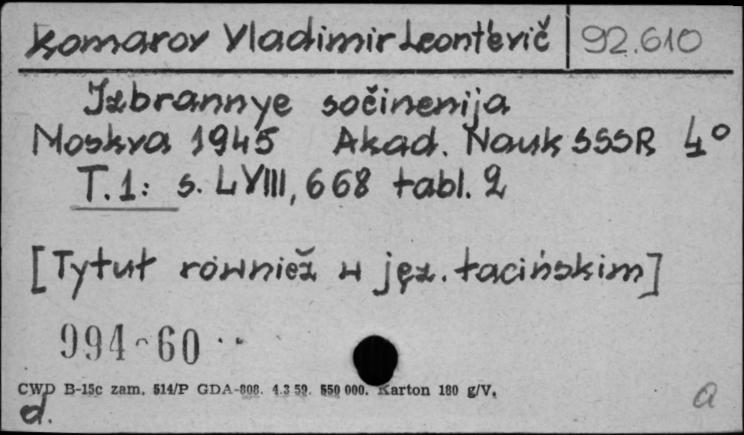 Komarov Vladimir Leont'evič 92.610
Izbrannye sočinenija
Moskva 1945 Akad. Nauk SSSR 4°
T.1: s. LVIII, 668 tabl. 2
[Tytuł również w jęz. łacińskim]
994-60
CWD B-15c zam. 514/P GDA-808. 4.3 59. 550 000. Karton 180 g/V.
d. a